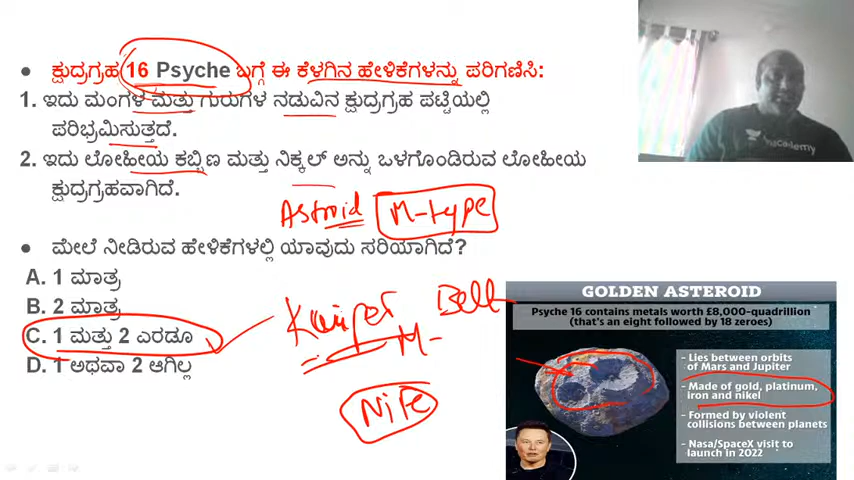 • ಕ್ಷುದ್ರಗ್ರಹ 16 Psyche ಬಗ್ಗೆ ಈ ಕೆಳಗಿನ ಹೇಳಿಕೆಗಳನ್ನು ಪರಿಗಣಿಸಿ:
1. ಇದು ಮಂಗಳ ಮತ್ತು ಗುರುಗಳ ನಡುವಿನ ಕ್ಷುದ್ರಗ್ರಹ ಪಟ್ಟಿಯಲ್ಲಿ
ಪರಿಭ್ರಮಿಸುತ್ತದೆ.
2. ಇದು ಲೋಹೀಯ ಕಬ್ಬಿಣ ಮತ್ತು ನಿಕ್ಕಲ್ ಅನ್ನು ಒಳಗೊಂಡಿರುವ ಲೋಹೀಯ
ಕ್ಷುದ್ರಗ್ರಹವಾಗಿದೆ.
Astroid M-type
• ಮೇಲೆ ನೀಡಿರುವ ಹೇಳಿಕೆಗಳಲ್ಲಿ ಯಾವುದು ಸರಿಯಾಗಿದೆ?
A. 1 ಮಾತ್ರ
B. 2 ಮಾತ್ರ
C. 1 ಮತ್ತು 2 ಎರಡೂ
D. 1 ಅಥವಾ 2 ಆಗಿಲ್ಲ
Belt
M-
NiFe
GOLDEN ASTEROID
Psyche 16 contains metals worth £8,000-quadrillion
(that's an eight followed by 18 zeroes)
- Lies between orbits
of Mars and Jupiter
- Made of gold, platinum,
iron and nikel
- Formed by violent
collisions between planets
- Nasa/SpaceX visit to
launch in 2022